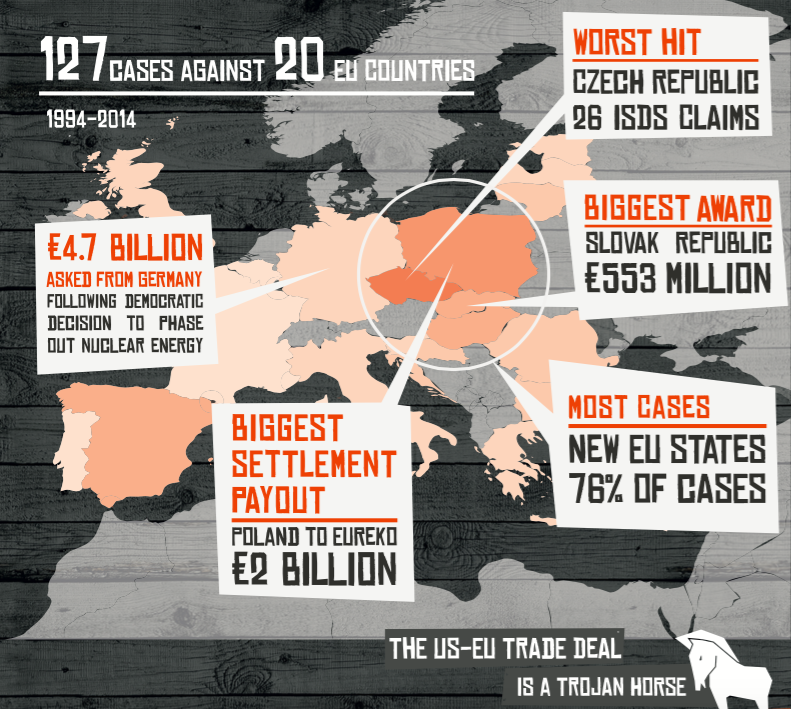 127 CASES AGAINST 20 EU COUNTRIES
1994-2014
WORST HIT
CZECH REPUBLIC
26 ISDS CLAIMS
BIGGEST AWARD
SLOVAK REPUBLIC
€553 MILLION
€4.7 BILLION
ASKED FROM GERMANY
FOLLOWING DEMOCRATIC
DECISION TO PHASE
OUT NUCLEAR ENERGY
BIGGEST
SETTLEMENT
PAYOUT
POLAND TO EUREKO
€2 BILLION
MOST CASES
NEW EU STATES
76% OF CASES
THE US-EU TRADE DEAL
IS A TROJAN HORSE